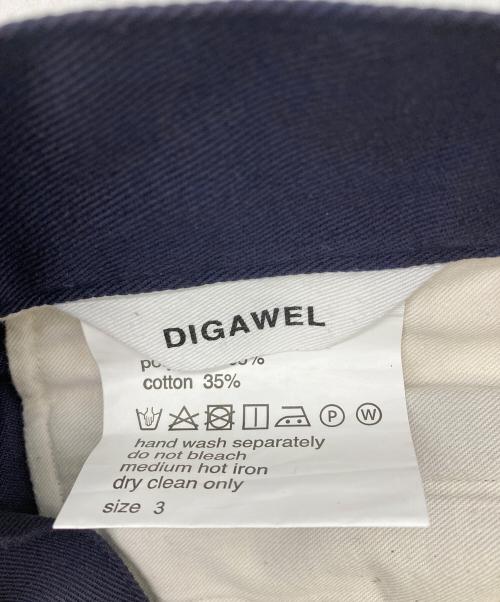 DIGAWEL
cotton 35%
P W
hand wash separately
do not bleach
medium hot iron
dry clean only
size 3